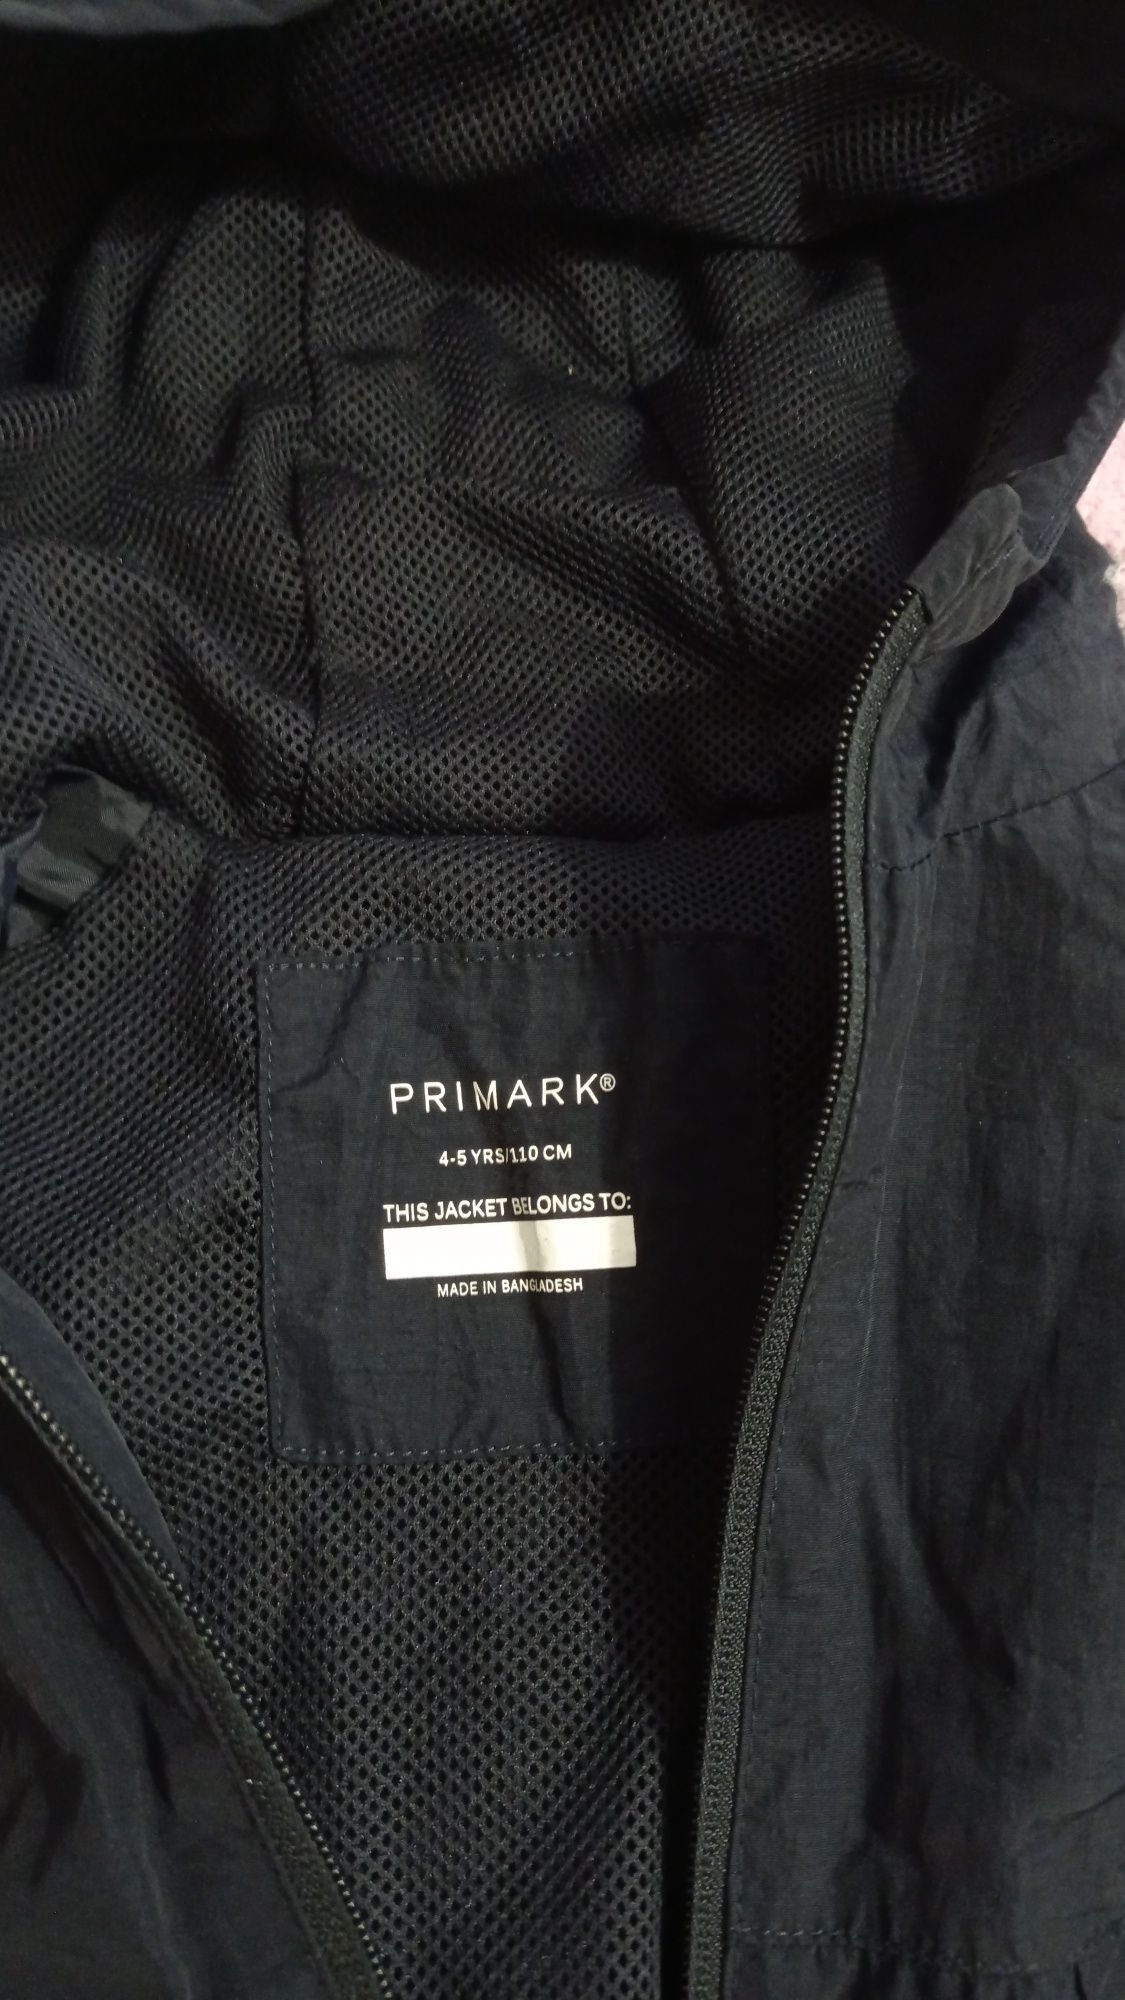 PRIMARK®
4-5 YRS/110 CM
THIS JACKET BELONGS TO:
MADE IN BANGLADESH